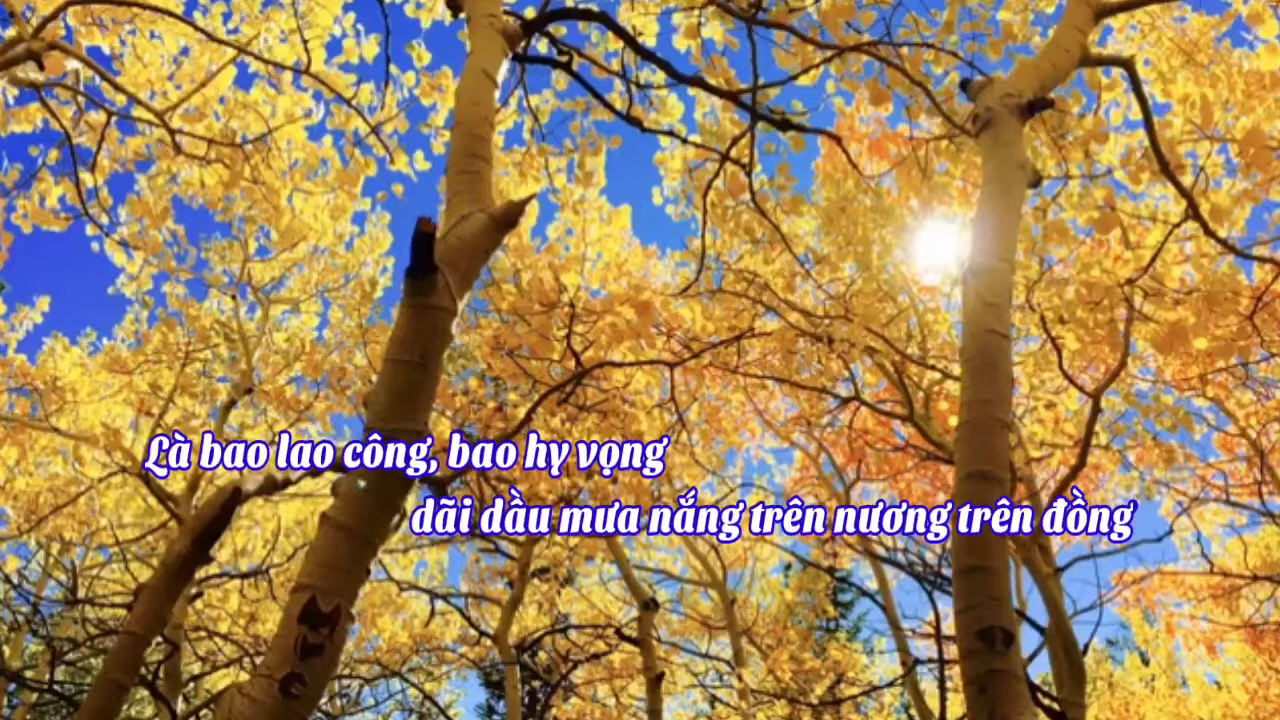 Là bao lao công, bao hy vọng
dãi dầu mưa nắng trên nương trên đồng